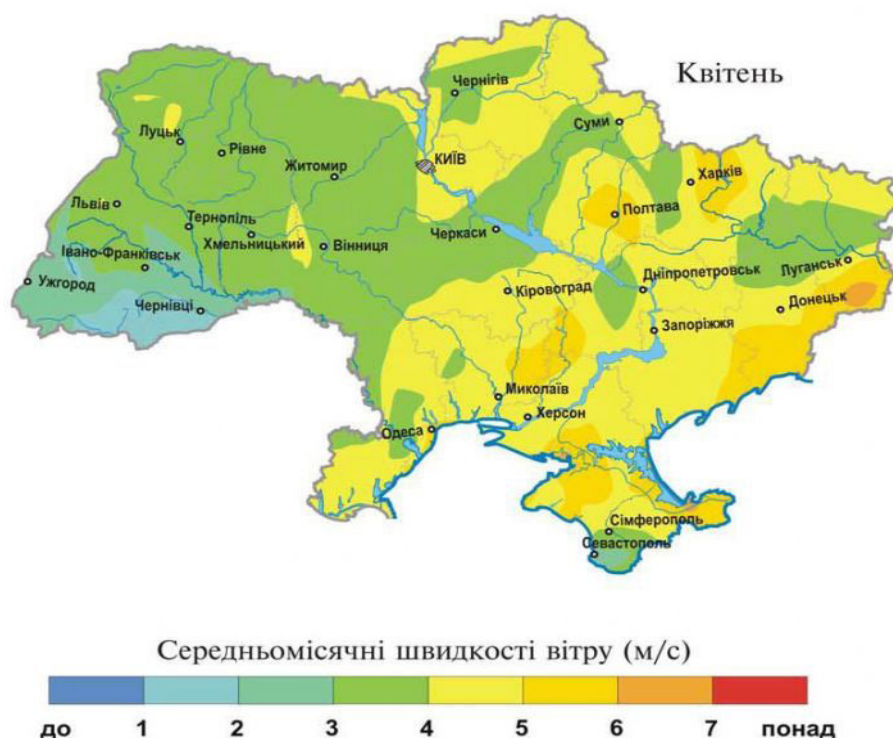 Квітень
Чернігів
Суми
Луцьк
Рівне
Житомир
КИЇВ
Харків
Львів
Тернопіль
Полтава
Хмельницький
Вінниця
Черкаси
Івано-Франківськ
Ужгород
Чернівці
Кіровоград
Дніпропетровськ
Луганськ
Донецьк
Запоріжжя
Миколаїв
Херсон
Одеса
Сімферополь
Севастополь
Середньомісячні швидкості вітру (м/с)
до 1 2 3 4 5 6 7 понад